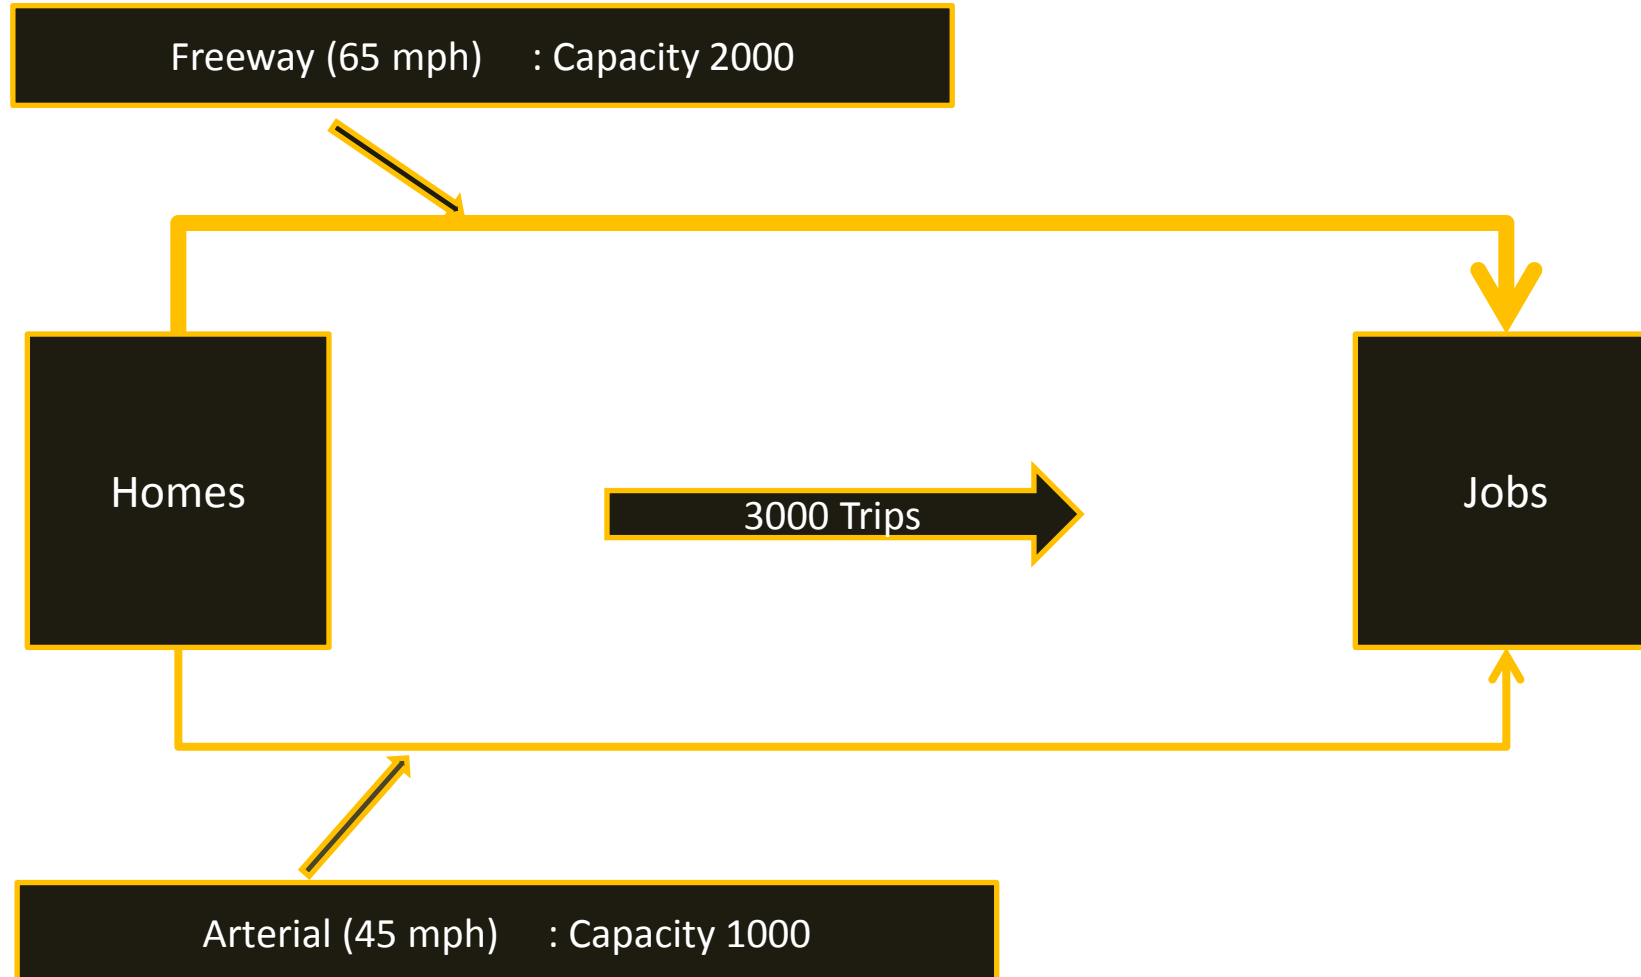 Freeway (65 mph) : Capacity 2000
Homes
3000 Trips
Jobs
Arterial (45 mph) : Capacity 1000